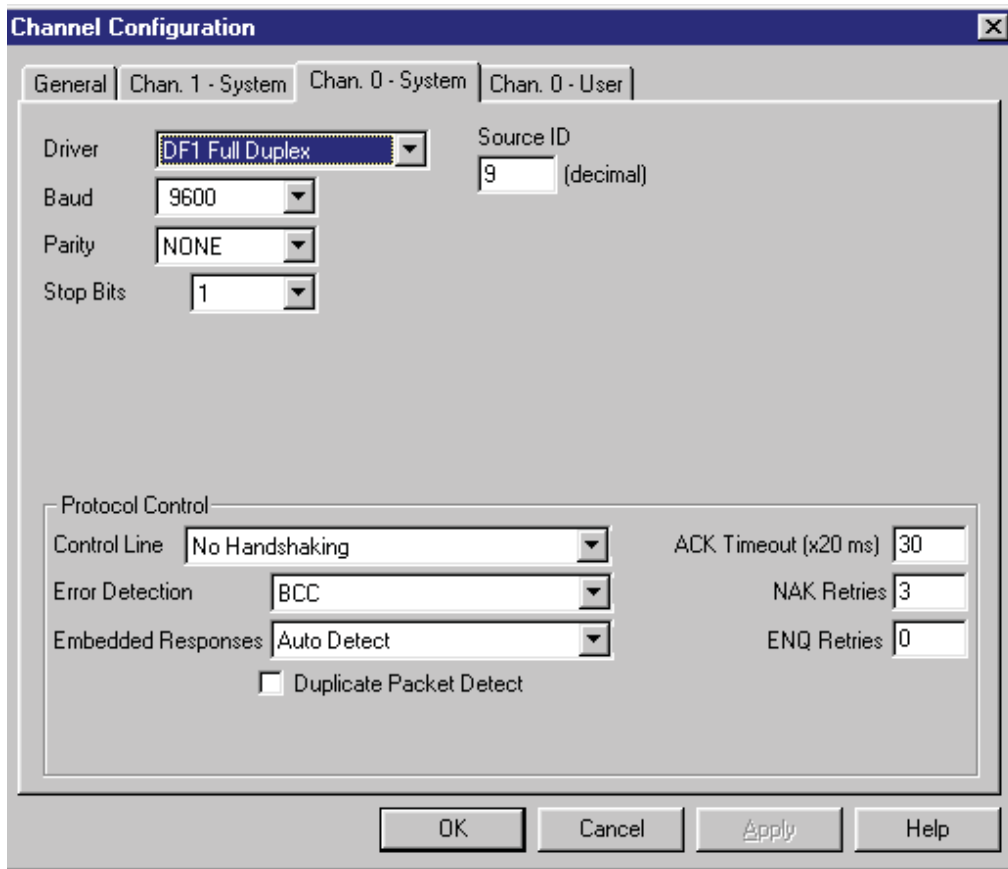 Channel Configuration
General
Chan. 1 - System
Chan. 0 - System
Chan. 0 - User
Driver
DF1 Full Duplex
Source ID
9
(decimal)
Baud
9600
Parity
NONE
Stop Bits
1
Protocol Control
Control Line
No Handshaking
ACK Timeout (x20 ms)
30
Error Detection
BCC
NAK Retries
3
Embedded Responses
Auto Detect
ENQ Retries
0
Duplicate Packet Detect
OK
Cancel
Apply
Help